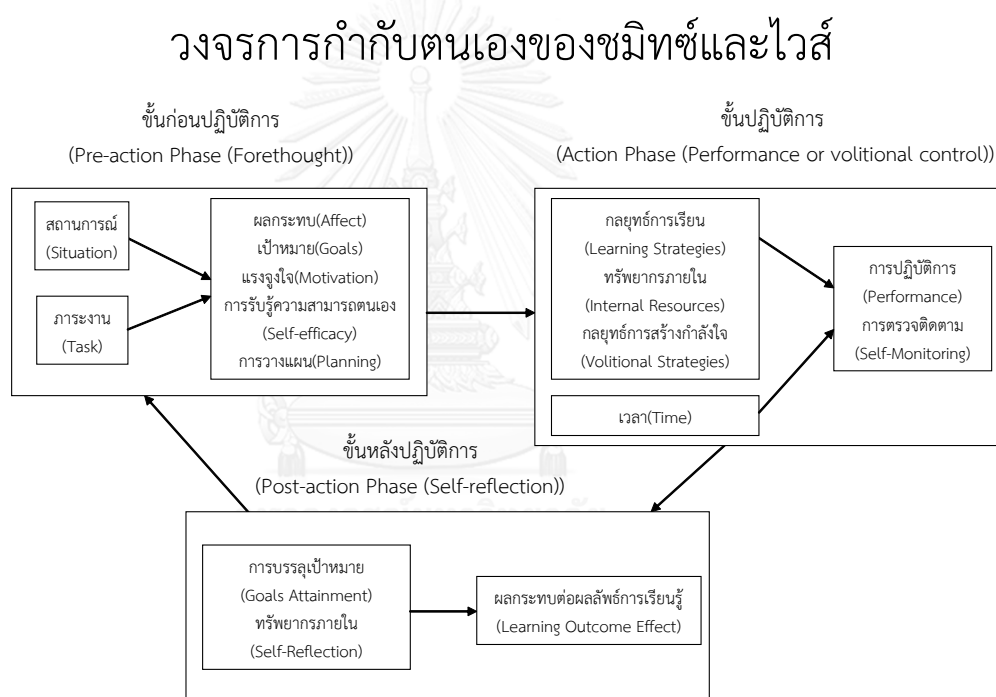 วงจรการกำกับตนเองของชมิทซ์และไวส์
ขั้นก่อนปฏิบัติการ
(Pre-action Phase (Forethought))
สถานการณ์
(Situation)
ภาระงาน
(Task)
ผลกระทบ(Affect)
เป้าหมาย(Goals)
แรงจูงใจ(Motivation)
การรับรู้ความสามารถตนเอง
(Self-efficacy)
การวางแผน(Planning)
ขั้นปฏิบัติการ
(Action Phase (Performance or volitional control))
กลยุทธ์การเรียน
(Learning Strategies)
ทรัพยากรภายใน
(Internal Resources)
กลยุทธ์การสร้างกำลังใจ
(Volitional Strategies)
เวลา(Time)
การปฏิบัติการ
(Performance)
การตรวจติดตาม
(Self-Monitoring)
ขั้นหลังปฏิบัติการ
(Post-action Phase (Self-reflection))
การบรรลุเป้าหมาย
(Goals Attainment)
ทรัพยากรภายใน
(Self-Reflection)
ผลกระทบต่อผลลัพธ์การเรียนรู้
(Learning Outcome Effect)